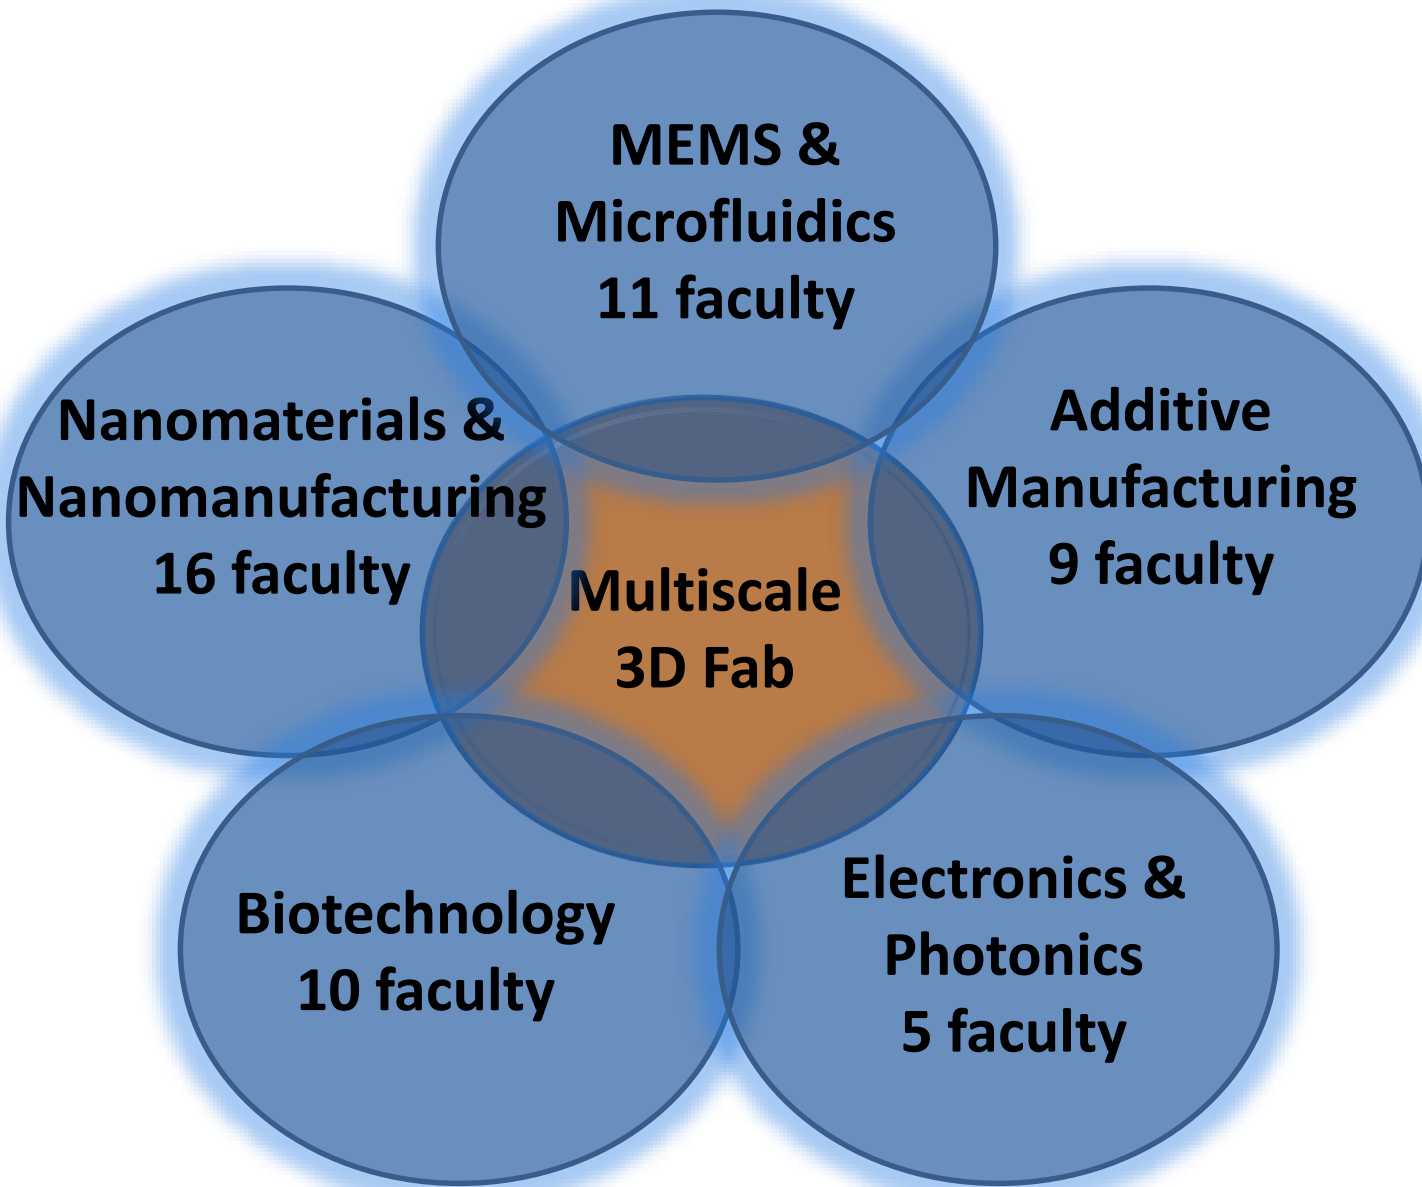 MEMS &
Microfluidics
11 faculty
Nanomaterials &
Nanomanufacturing
16 faculty
Additive
Manufacturing
9 faculty
Multiscale
3D Fab
Biotechnology
10 faculty
Electronics &
Photonics
5 faculty